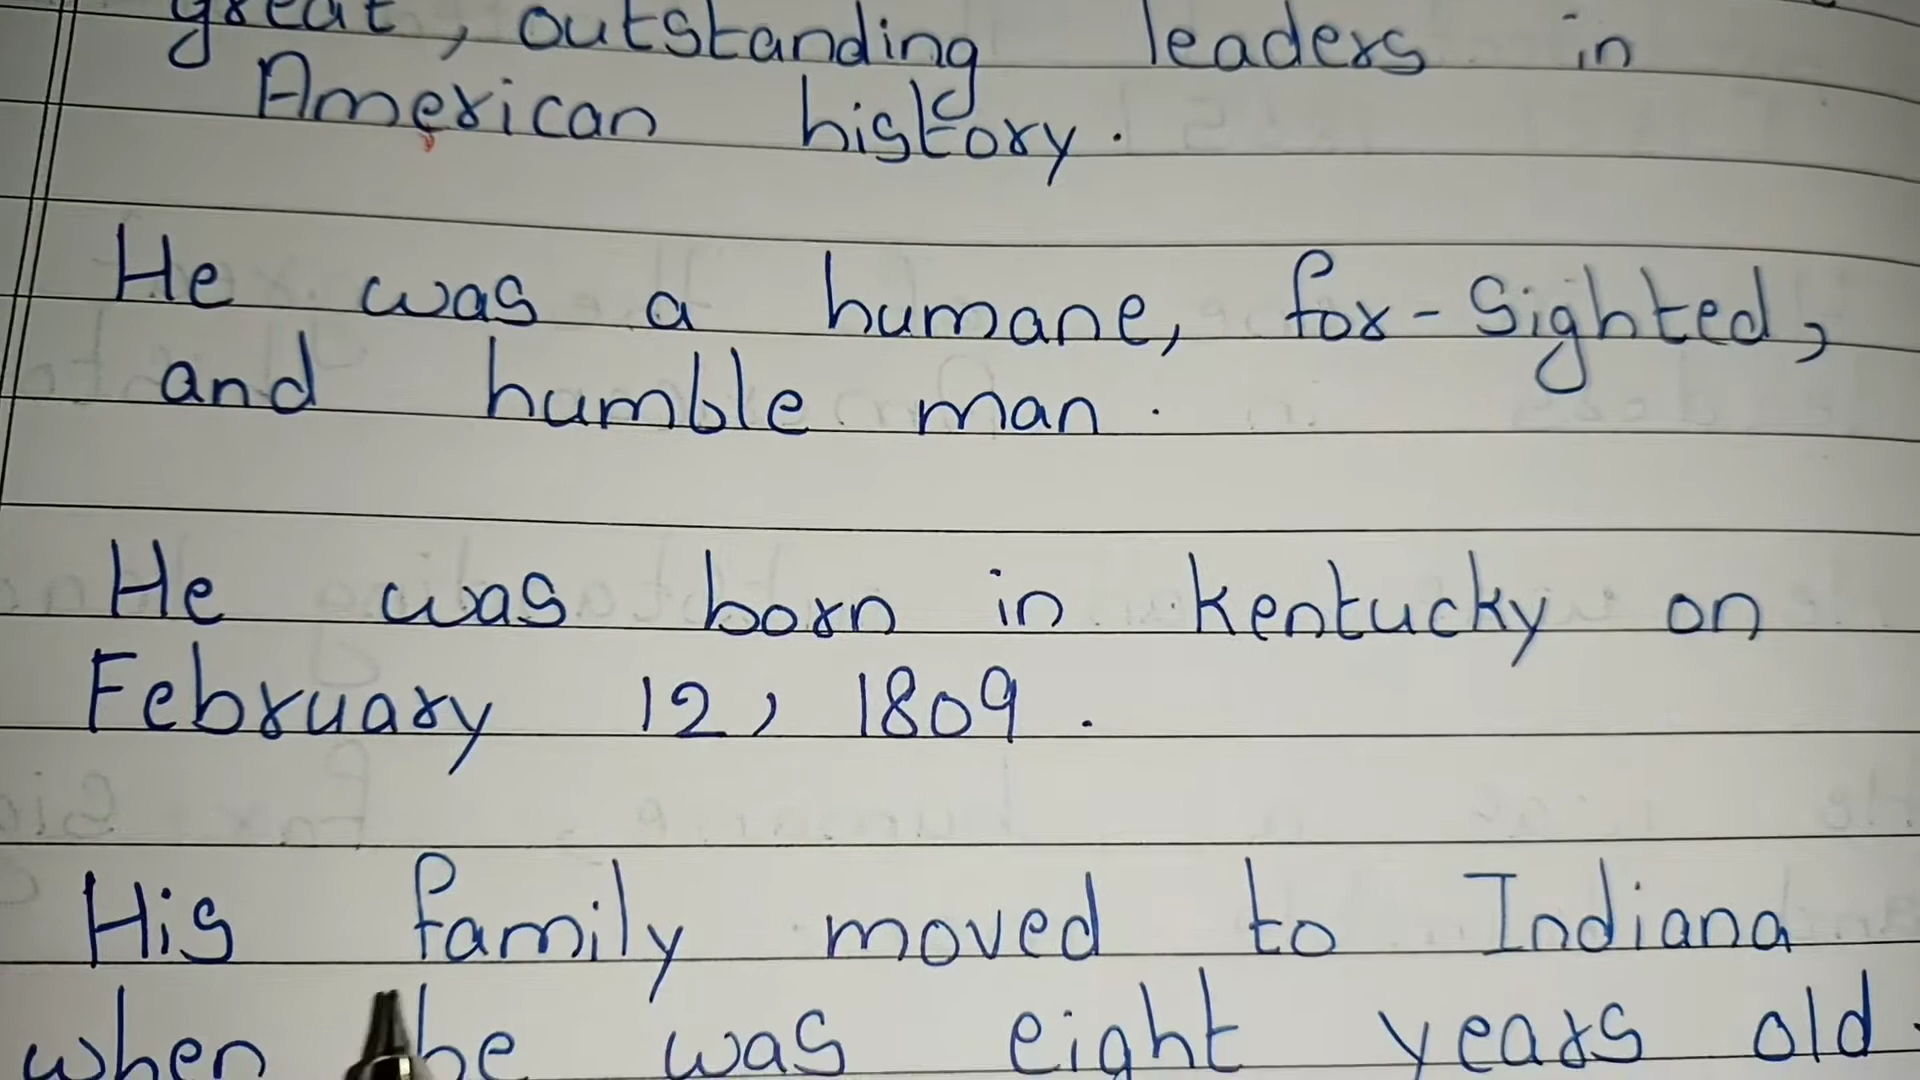 great, outstanding leaders in
American history.
He was a humane, for-Sighted,
and humble man.
He was born in Kentucky on
February 12, 1809.
His family moved to Indiana
when he was eight years old.